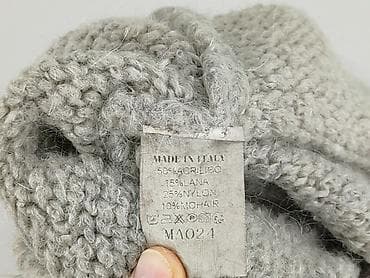 MADE IN ITALY
50%ACRILICO
15%LANA
25%NYLON
10%MOHAIR
MA024